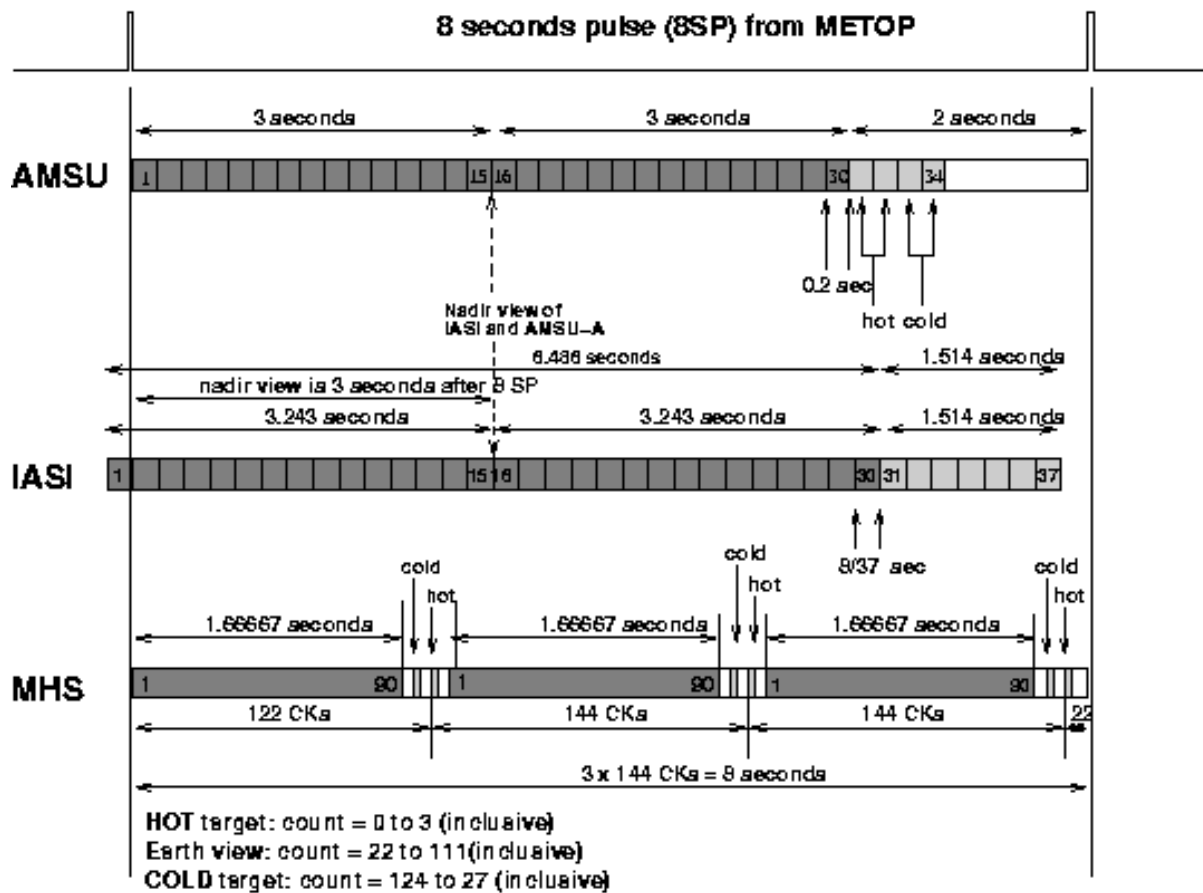 8 seconds pulse (8SP) from METOP
3 seconds 3 seconds 2 seconds
AMSU
1 15 16 30 34
0.2 sec
hot cold
Nadir view of
IASI and AMSU-A
6.486 seconds 1.514 seconds
nadir view is 3 seconds after 8 SP
3.243 seconds 3.243 seconds 1.514 seconds
IASI
1 15 16 30 31 37
8/37 sec
cold cold cold
hot hot hot
1.66667 seconds 1.66667 seconds 1.66667 seconds
MHS
1 90 1 90 1 90
122 CKs 144 CKs 144 CKs 22
3 x 144 CKs = 8 seconds
HOT target: count = 0 to 3 (inclusive)
Earth view: count = 22 to 111(inclusive)
COLD target: count = 124 to 27 (inclusive)